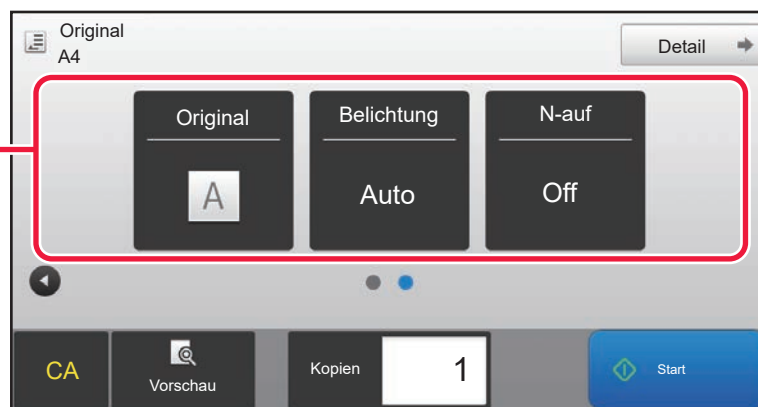 Original
A4
Detail
Original
Belichtung
N-auf
A
Auto
Off
CA
Vorschau
Kopien
1
Start